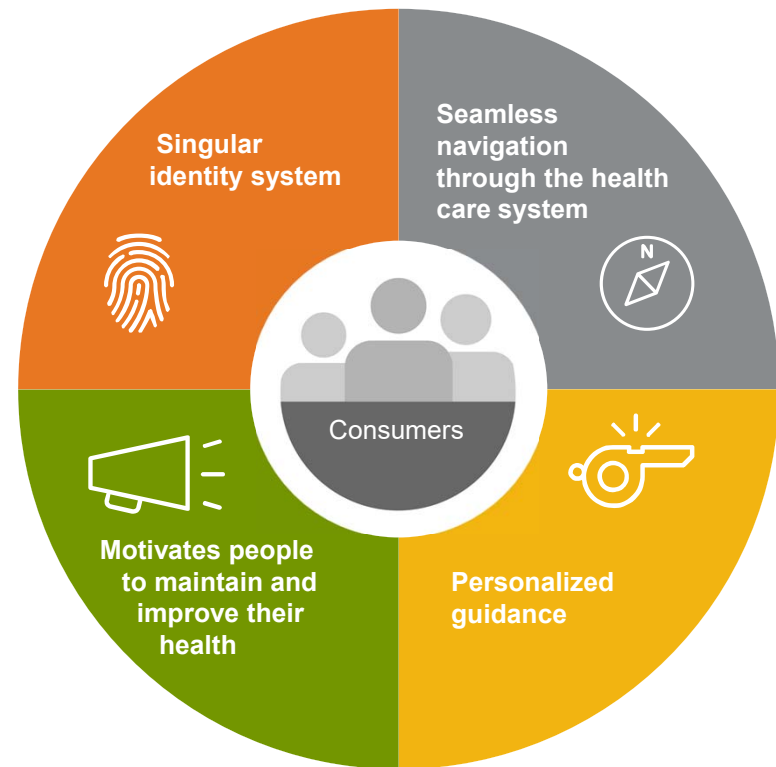 Singular
identity system
Seamless
navigation
through the health
care system
N
Consumers
Motivates people
to maintain and
improve their
health
Personalized
guidance